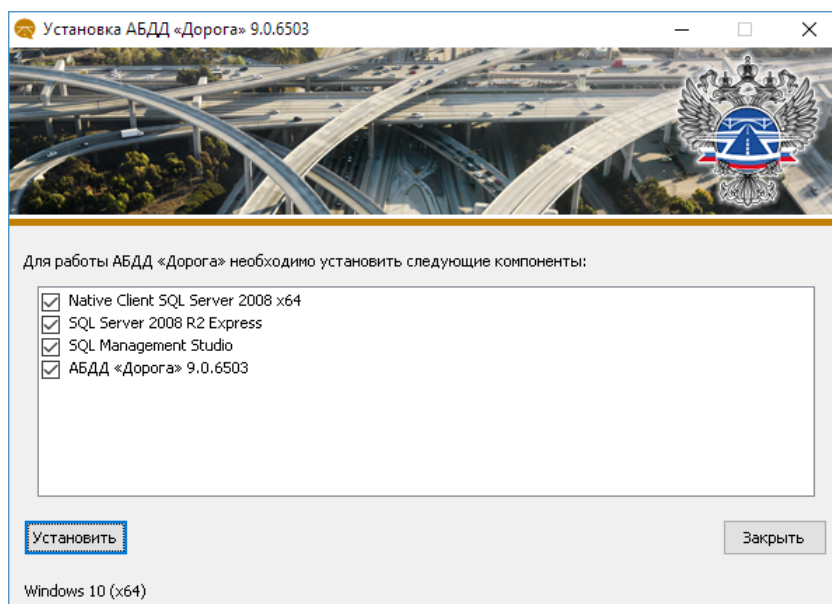 Установка АБДД «Дорога» 9.0.6503
Для работы АБДД «Дорога» необходимо установить следующие компоненты:
Native Client SQL Server 2008 x64
SQL Server 2008 R2 Express
SQL Management Studio
АБДД «Дорога» 9.0.6503
Установить
Закрыть
Windows 10 (x64)